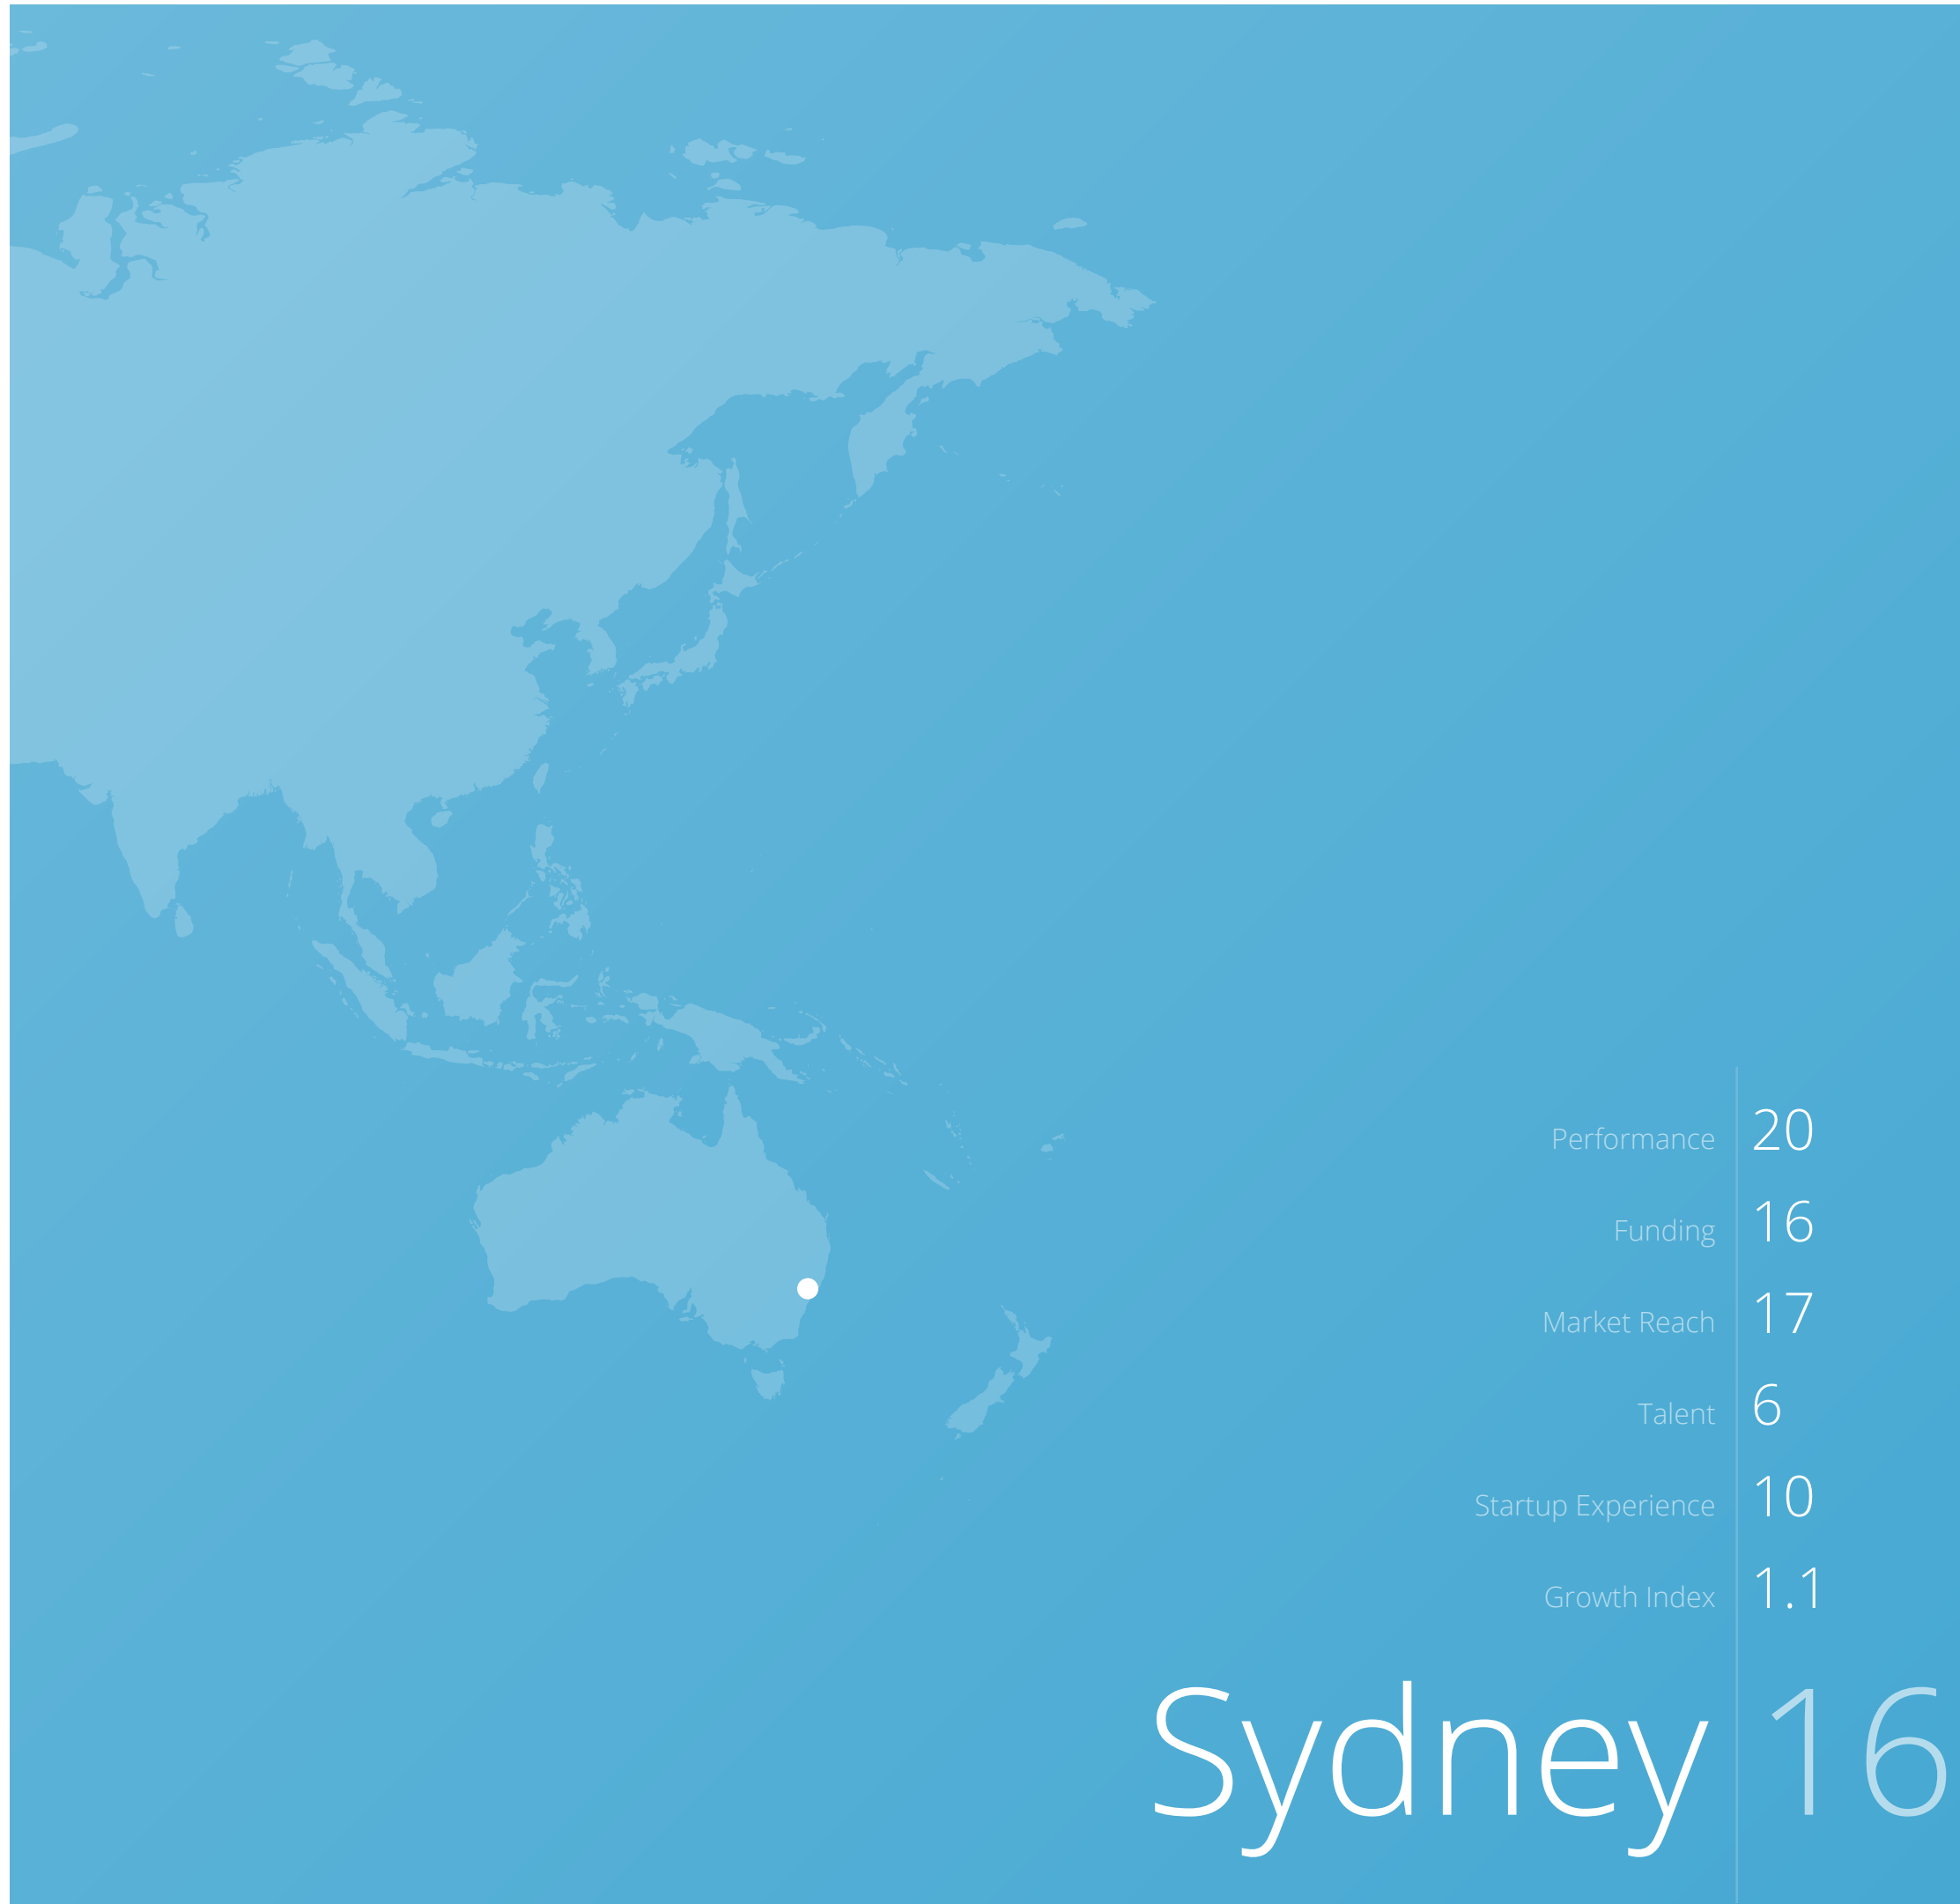 Performance 20
Funding 16
Market Reach 17
Talent 6
Startup Experience 10
Growth Index 1.1
Sydney 16